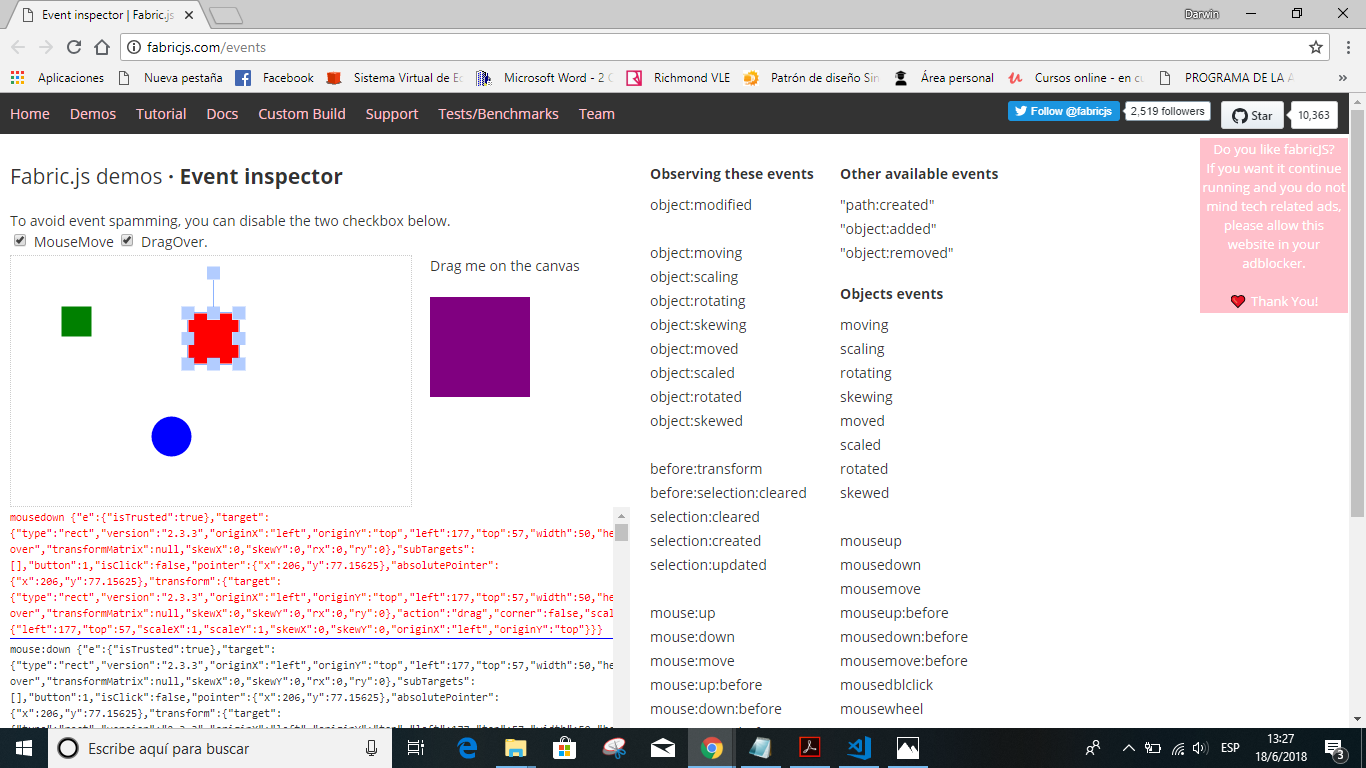 Event inspector | Fabric.js
Darwin
fabricjs.com/events
Aplicaciones
Nueva pestaña
Facebook
Sistema Virtual de E
Microsoft Word - 2
Richmond VLE
Patrón de diseño Sin
Área personal
Cursos online - en c
PROGRAMA DE LA A
»
Home Demos Tutorial Docs Custom Build Support Tests/Benchmarks Team
Follow @fabricjs
2,519 followers
Star
10,363
Do you like fabricJS?
If you want it continue
running and you do not
mind tech related ads,
please allow this
website in your
adblocker.
Thank You!
Fabric.js demos · Event inspector
To avoid event spamming, you can disable the two checkbox below.
MouseMove DragOver.
Drag me on the canvas
mousedown {"e":{"isTrusted":true},"target":
{"type":"rect","version":"2.3.3","originX":"left","originY":"top","left":177,"top":57,"width":50,"he
over","transformMatrix":null,"skewX":0,"skewY":0,"rx":0,"ry":0},"subTargets":
[],"button":1,"isClick":false,"pointer":{"x":206,"y":77.15625},"absolutePointer":
{"x":206,"y":77.15625},"transform":{"target":
{"type":"rect","version":"2.3.3","originX":"left","originY":"top","left":177,"top":57,"width":50,"he
over","transformMatrix":null,"skewX":0,"skewY":0,"rx":0,"ry":0},"action":"drag","corner":false,"scal
{"left":177,"top":57,"scaleX":1,"scaleY":1,"skewX":0,"skewY":0,"originX":"left","originY":"top"}}}
mouse:down {"e":{"isTrusted":true},"target":
{"type":"rect","version":"2.3.3","originX":"left","originY":"top","left":177,"top":57,"width":50,"he
over","transformMatrix":null,"skewX":0,"skewY":0,"rx":0,"ry":0},"subTargets":
[],"button":1,"isClick":false,"pointer":{"x":206,"y":77.15625},"absolutePointer":
{"x":206,"y":77.15625},"transform":{"target":
Observing these events
object:modified
object:moving
object:scaling
object:rotating
object:skewing
object:moved
object:scaled
object:rotated
object:skewed
before:transform
before:selection:cleared
selection:cleared
selection:created
selection:updated
mouse:up
mouse:down
mouse:move
mouse:up:before
mouse:down:before
Other available events
"path:created"
"object:added"
"object:removed"
Objects events
moving
scaling
rotating
skewing
moved
scaled
rotated
skewed
mouseup
mousedown
mousemove
mouseup:before
mousedown:before
mousemove:before
mousedblclick
mousewheel
Escribe aquí para buscar
ESP
13:27
18/6/2018
3